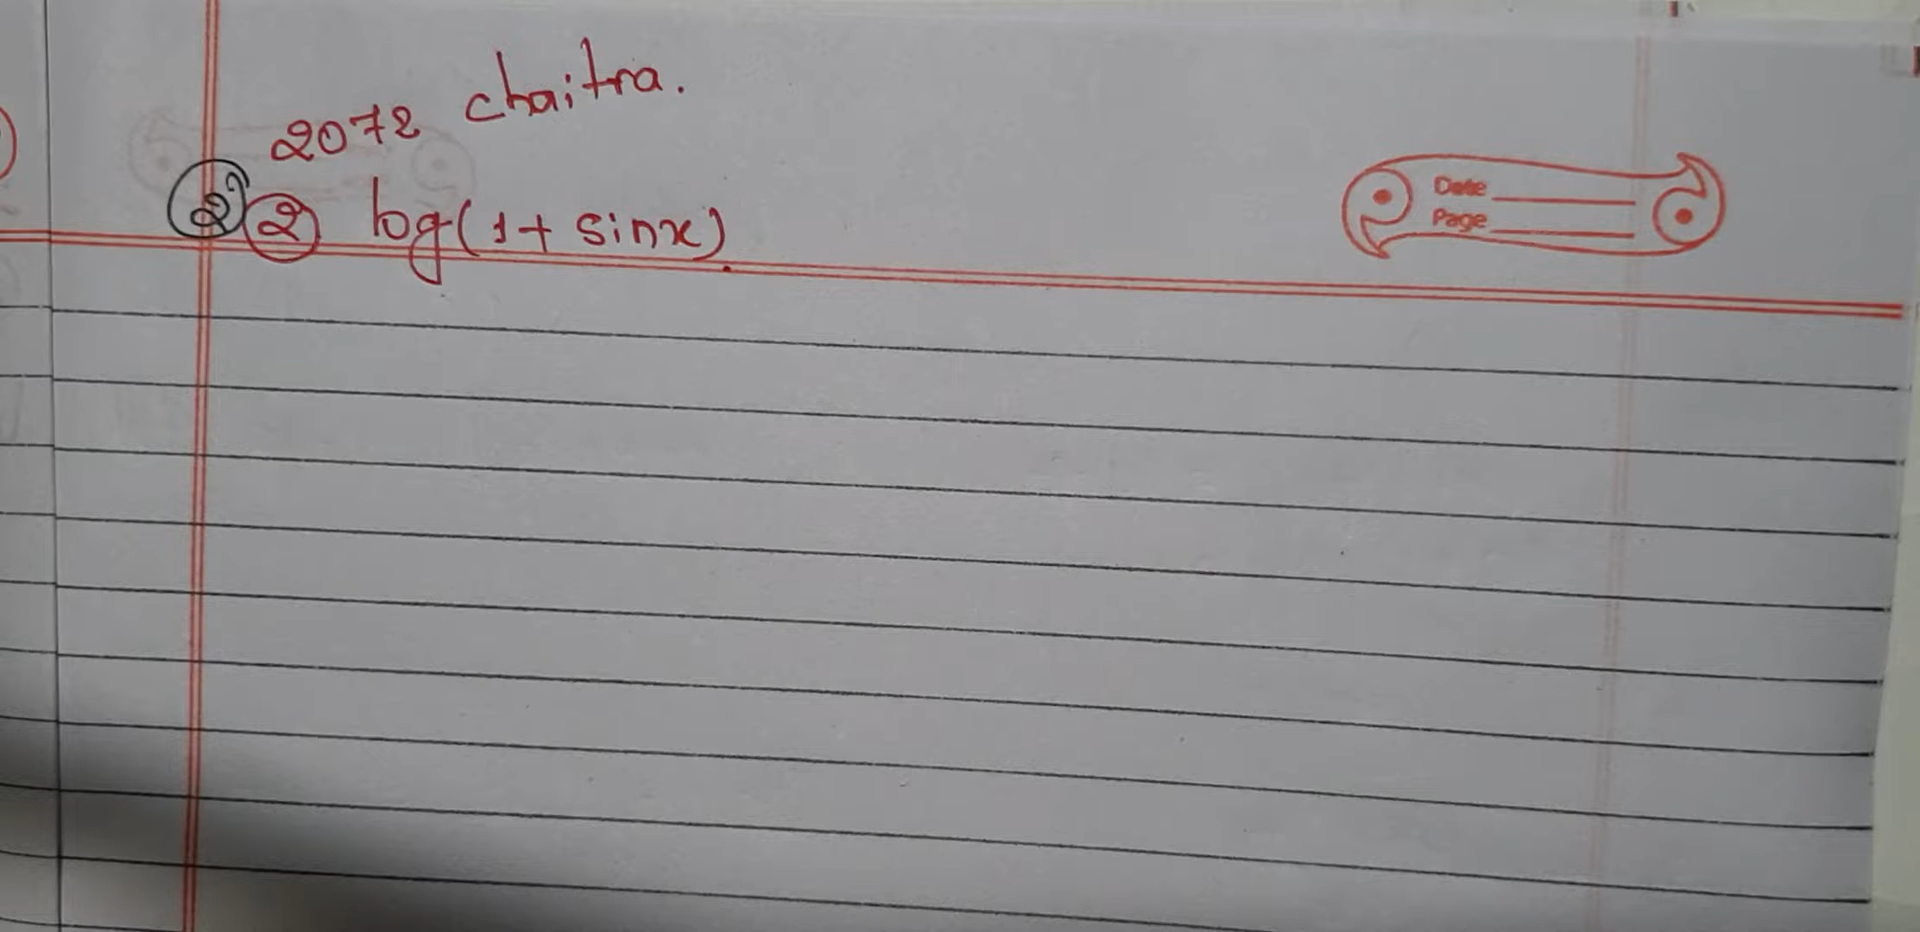 2072 chaitra.
2 2 log(1+ sinx)
Date
Page